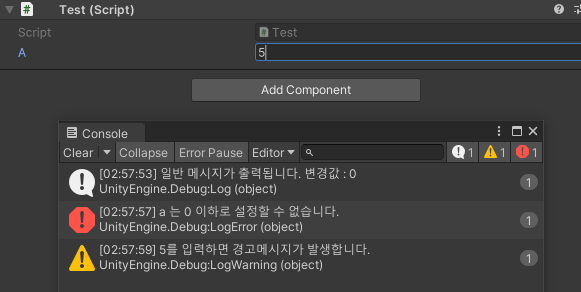 Test (Script)
Script
Test
A
5
Add Component
Console
Clear
Collapse
Error Pause
Editor
1
1
1
[02:57:53] 일반 메시지가 출력됩니다. 변경값 : 0
UnityEngine.Debug:Log (object)
1
[02:57:57] a 는 0 이하로 설정할 수 없습니다.
UnityEngine.Debug:LogError (object)
1
[02:57:59] 5를 입력하면 경고메시지가 발생합니다.
UnityEngine.Debug:LogWarning (object)
1